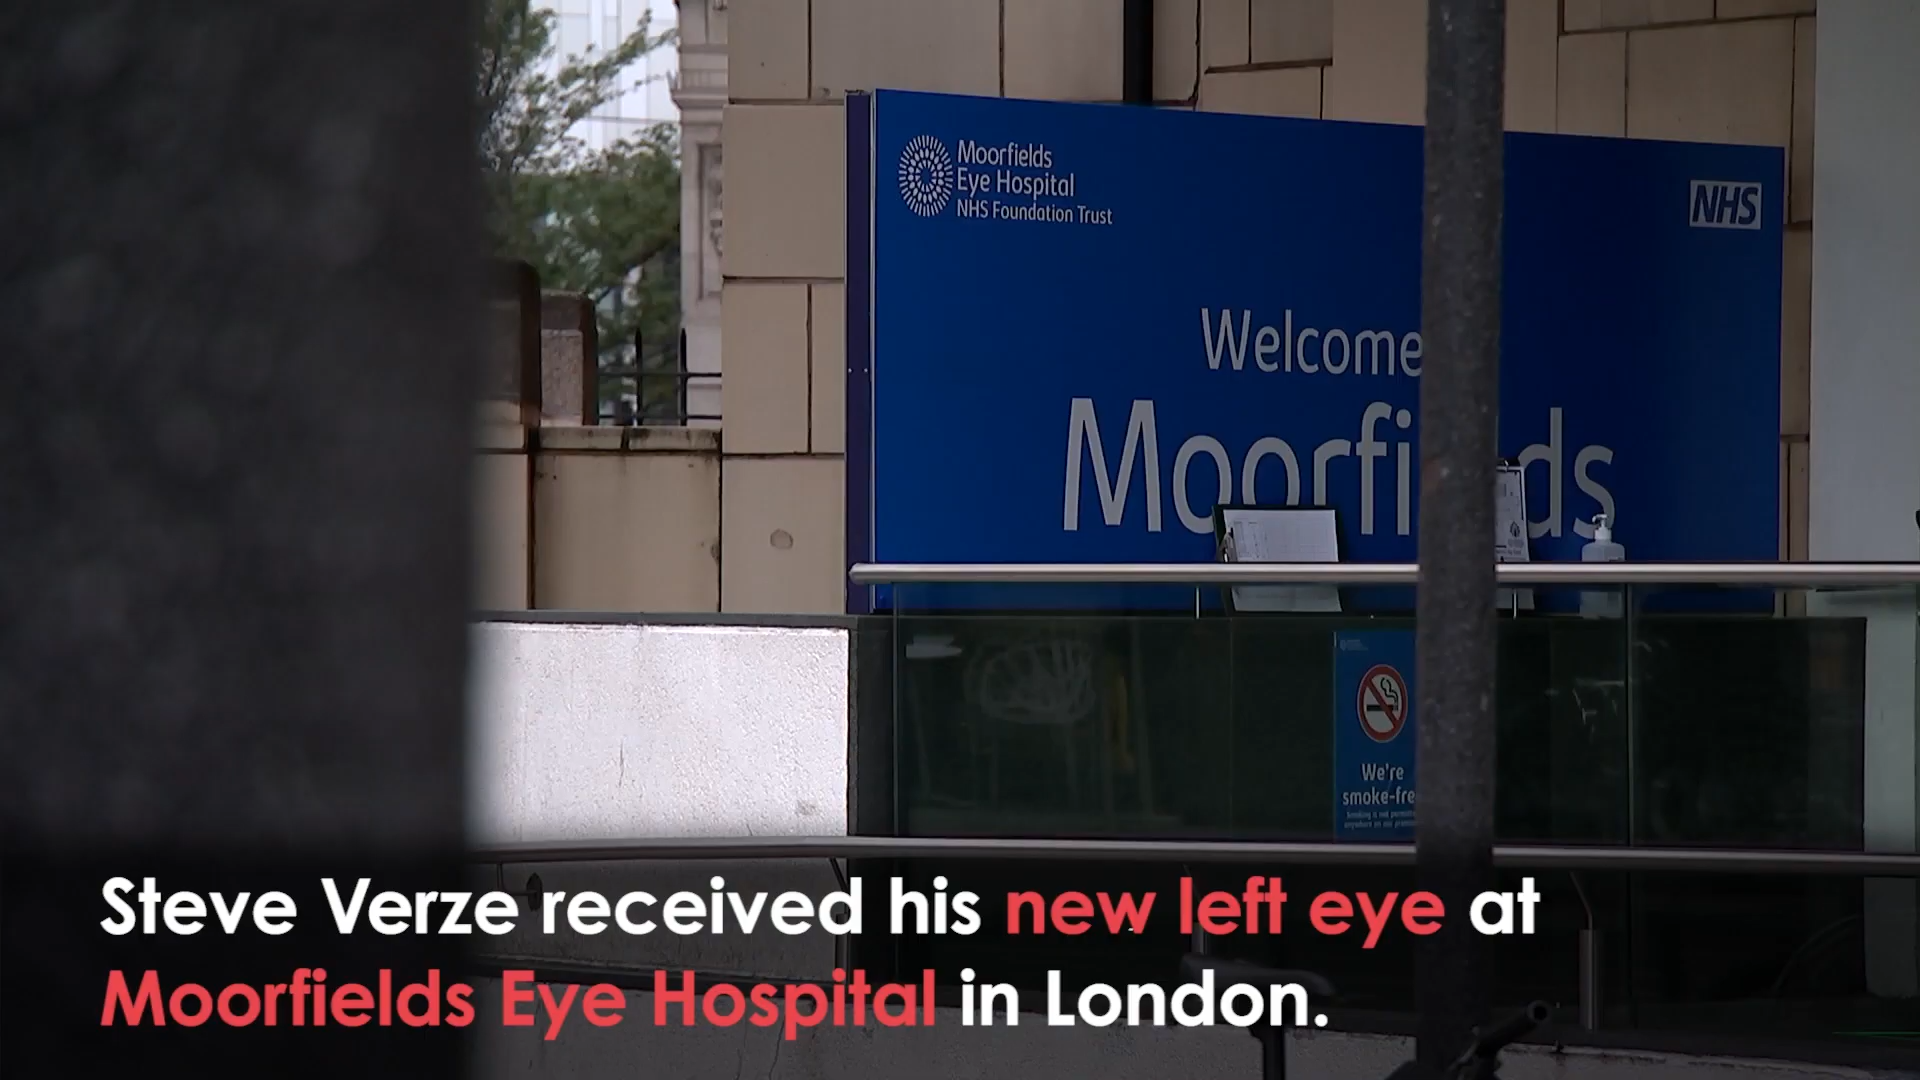 Moorfields
Eye Hospital
NHS Foundation Trust
NHS
Welcome
Moorfi ds
We're
smoke-fre
Steve Verze received his new left eye at
Moorfields Eye Hospital in London.